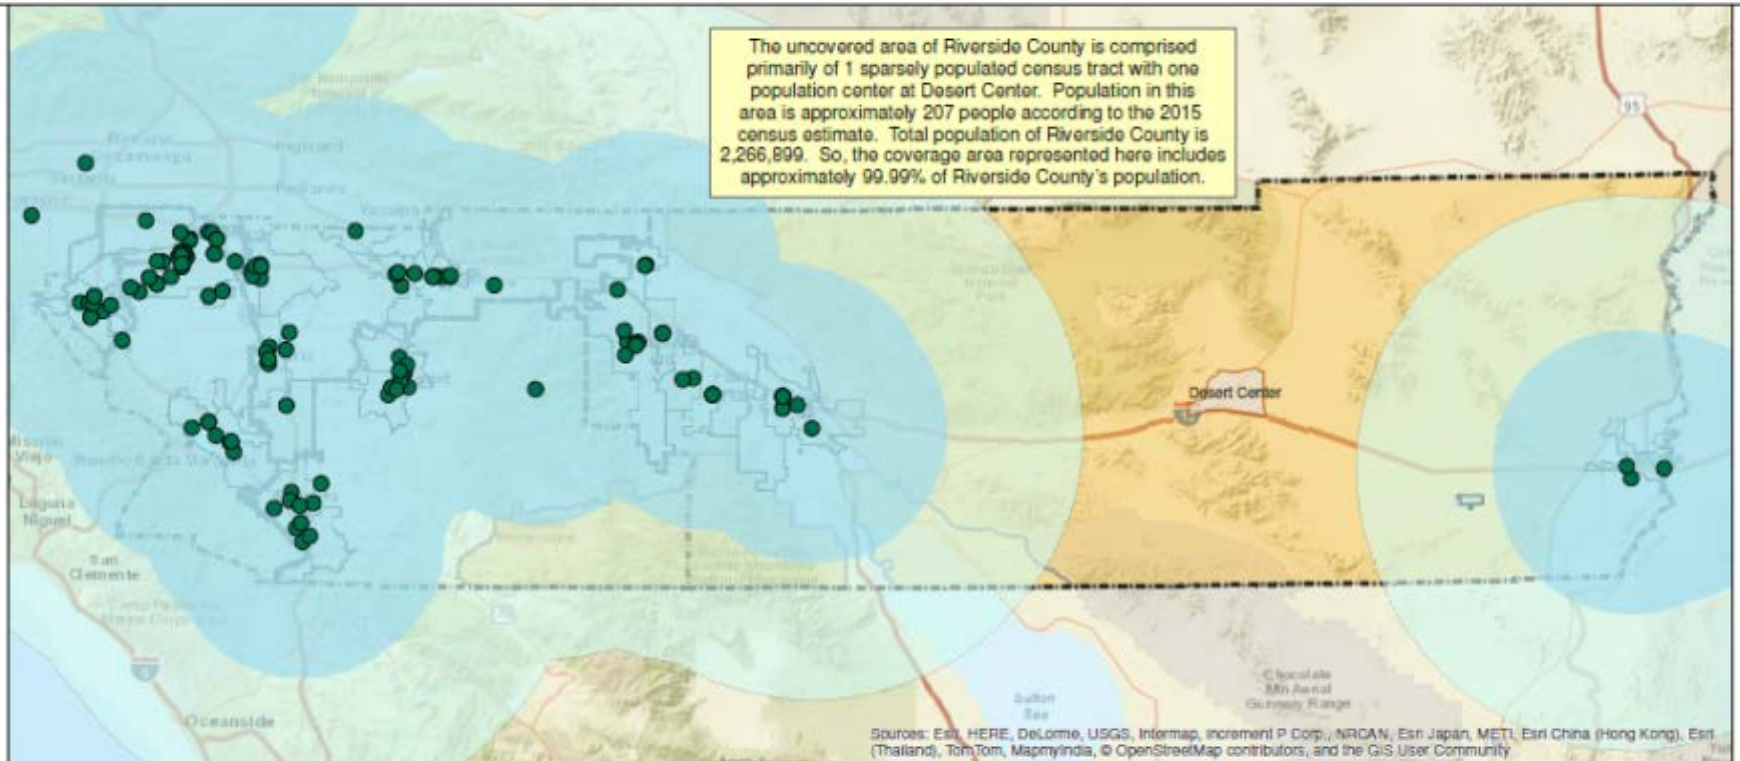 The uncovered area of Riverside County is comprised
primarily of 1 sparsely populated census tract with one
population center at Desert Center. Population in this
area is approximately 207 people according to the 2015
census estimate. Total population of Riverside County is
2,266,899. So, the coverage area represented here includes
approximately 99.99% of Riverside County's population.
95
Desert Center
Mission
Viejo
Laguna
Niguel
San
Clemente
Oceanside
Salton
Sea
Chocolate
Mtn Aerial
Gunnery Range
Sources: Esri, HERE, DeLorme, USGS, Intermap, increment P Corp., NRCAN, Esri Japan, METI, Esri China (Hong Kong), Esri
(Thailand), TomTom, MapmyIndia, © OpenStreetMap contributors, and the GIS User Community